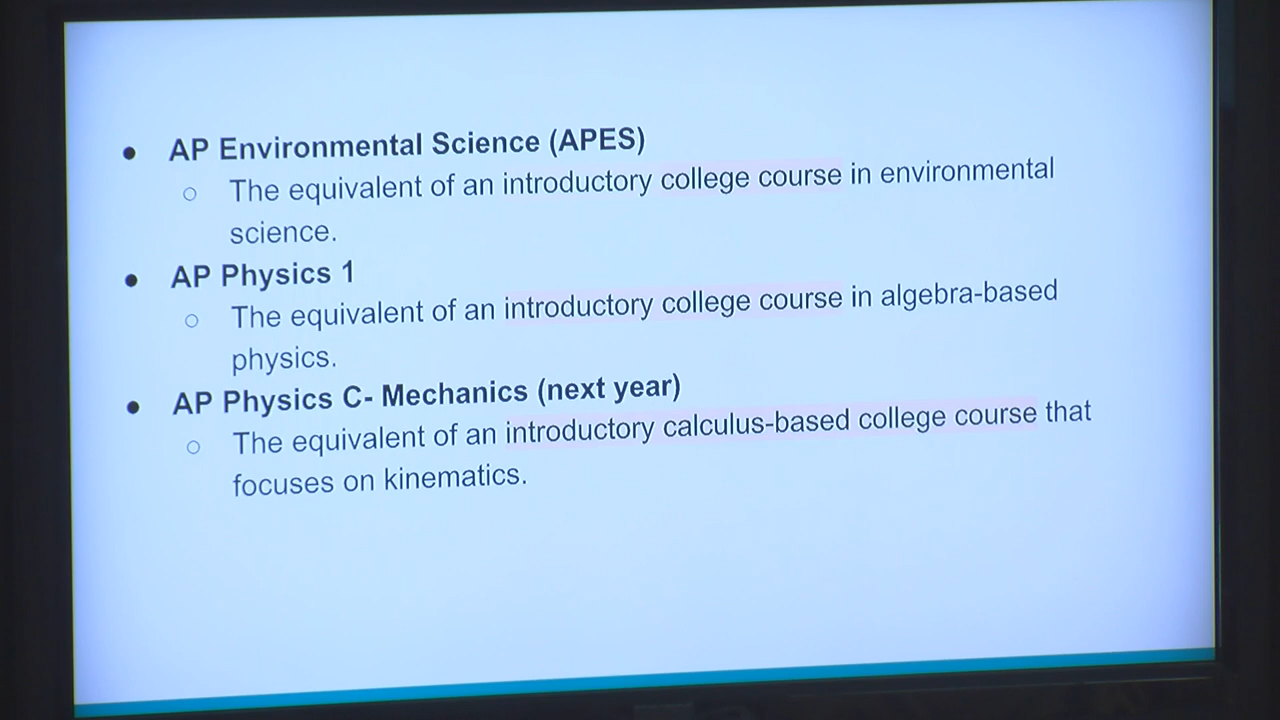 ● AP Environmental Science (APES)
○ The equivalent of an introductory college course in environmental
science.
● AP Physics 1
○ The equivalent of an introductory college course in algebra-based
physics.
● AP Physics C- Mechanics (next year)
○ The equivalent of an introductory calculus-based college course that
focuses on kinematics.